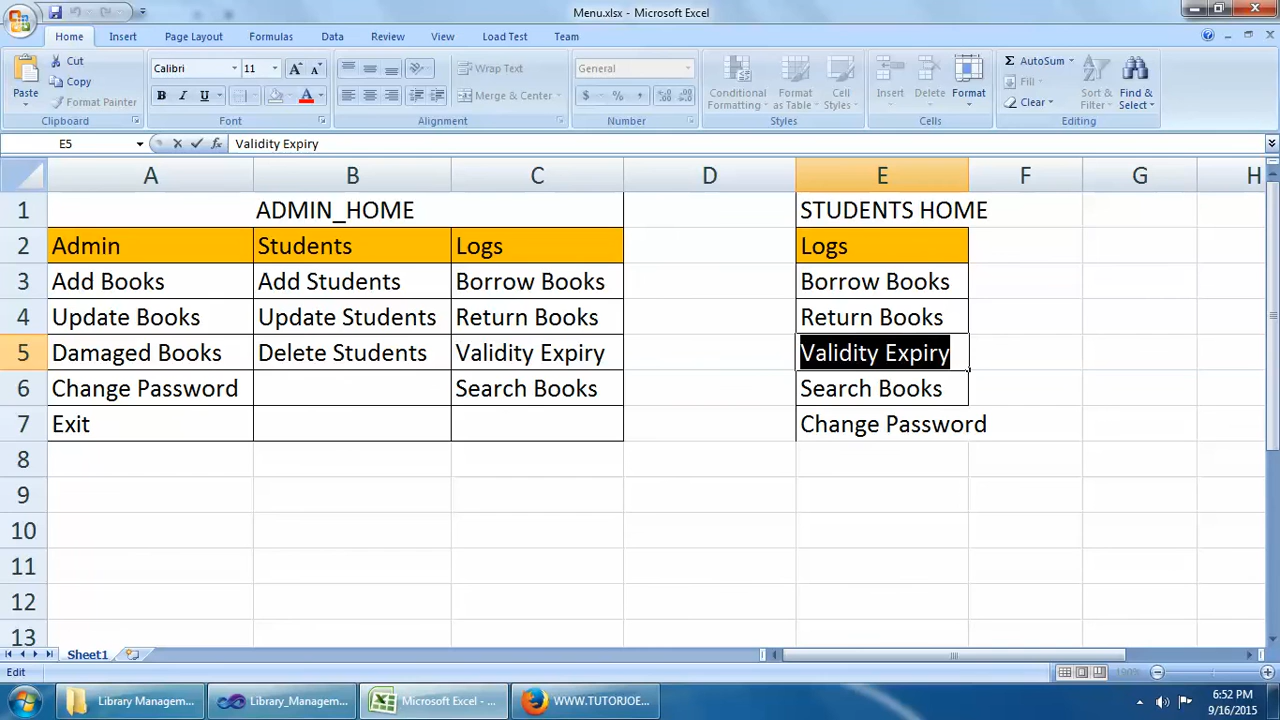 Menu.xlsx - Microsoft Excel
Home Insert Page Layout Formulas Data Review View Load Test Team
Paste
Cut
Copy
Format Painter
Clipboard
Calibri 11
B I U
Font
Wrap Text
Merge & Center
Alignment
General
$ % ,
Number
Conditional Formatting
Format as Table
Cell Styles
Styles
Insert Delete Format
Cells
AutoSum
Fill
Clear
Sort & Filter
Find & Select
Editing
E5 fx Validity Expiry
A B C D E F G H
1 ADMIN_HOME STUDENTS HOME
2 Admin Students Logs Logs
3 Add Books Add Students Borrow Books Borrow Books
4 Update Books Update Students Return Books Return Books
5 Damaged Books Delete Students Validity Expiry Validity Expiry
6 Change Password Search Books Search Books
7 Exit Change Password
8
9
10
11
12
13
Sheet1
Edit
Library Managem... Library_Managem... Microsoft Excel - ... WWW.TUTORJOE...
6:52 PM
9/16/2015